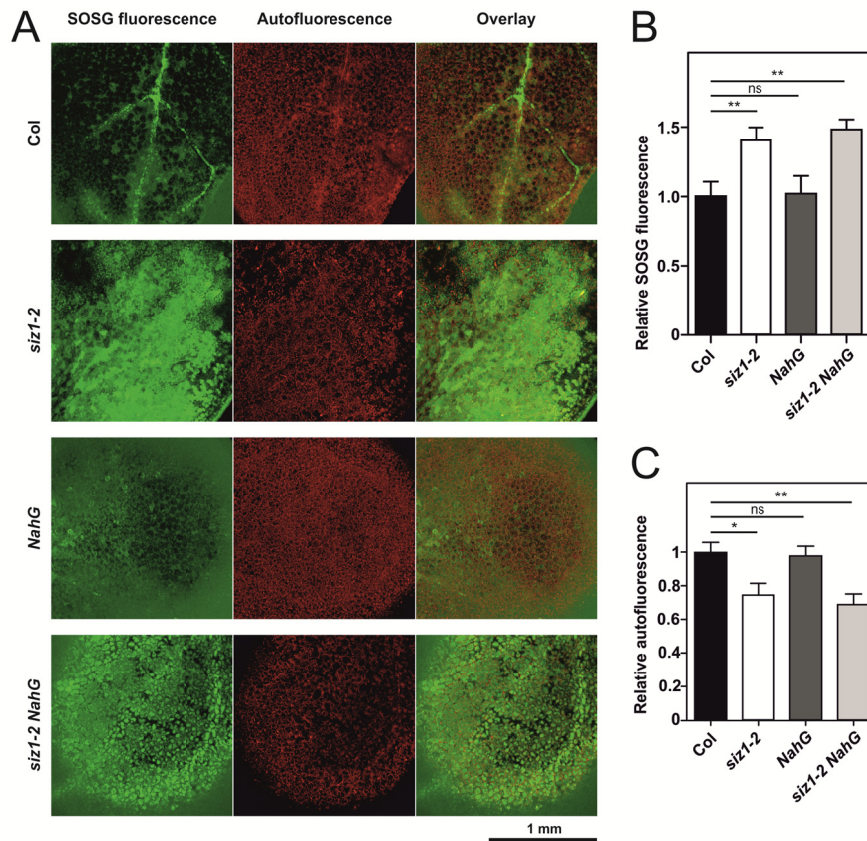 A
SOSG fluorescence
Autofluorescence
Overlay
Col
siz1-2
NahG
siz1-2 NahG
1 mm
B
Relative SOSG fluorescence
1.5
1.0
0.5
0
**
ns
**
Col
siz1-2
NahG
siz1-2 NahG
C
Relative autofluorescence
1
0.8
0.6
0.4
0.2
0
**
ns
*
Col
siz1-2
NahG
siz1-2 NahG